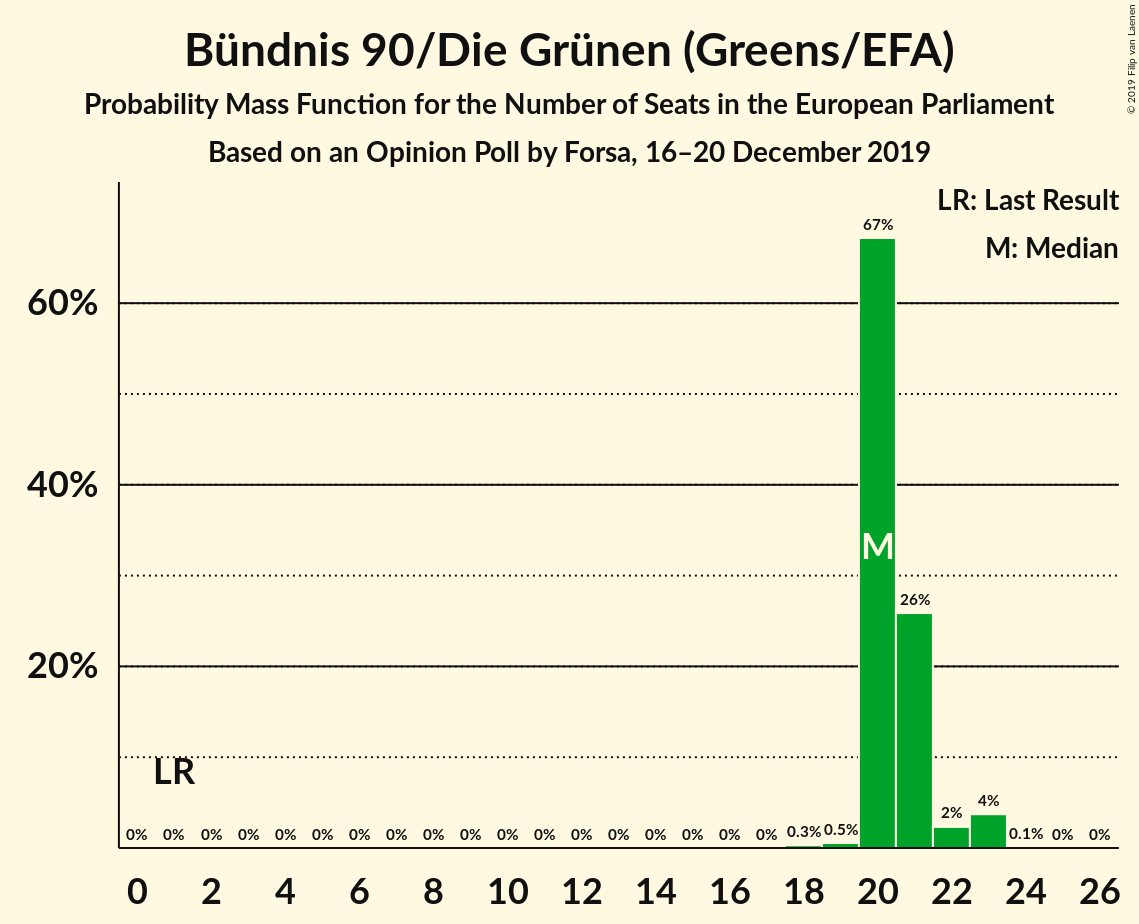 Bündnis 90/Die Grünen (Greens/EFA)
Probability Mass Function for the Number of Seats in the European Parliament
Based on an Opinion Poll by Forsa, 16–20 December 2019
© 2019 Filip van Laenen
LR: Last Result
M: Median
67%
60%
40%
M
26%
20%
LR
4%
2%
0% 0% 0% 0% 0% 0% 0% 0% 0% 0% 0% 0% 0% 0% 0% 0% 0% 0% 0.3% 0.5% 0.1% 0% 0%
0 2 4 6 8 10 12 14 16 18 20 22 24 26